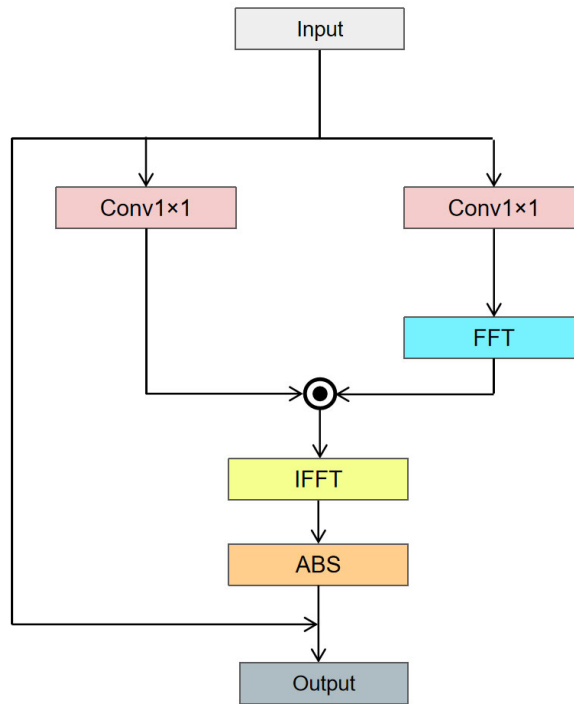 Input
Conv1×1
Conv1×1
FFT
IFFT
ABS
Output